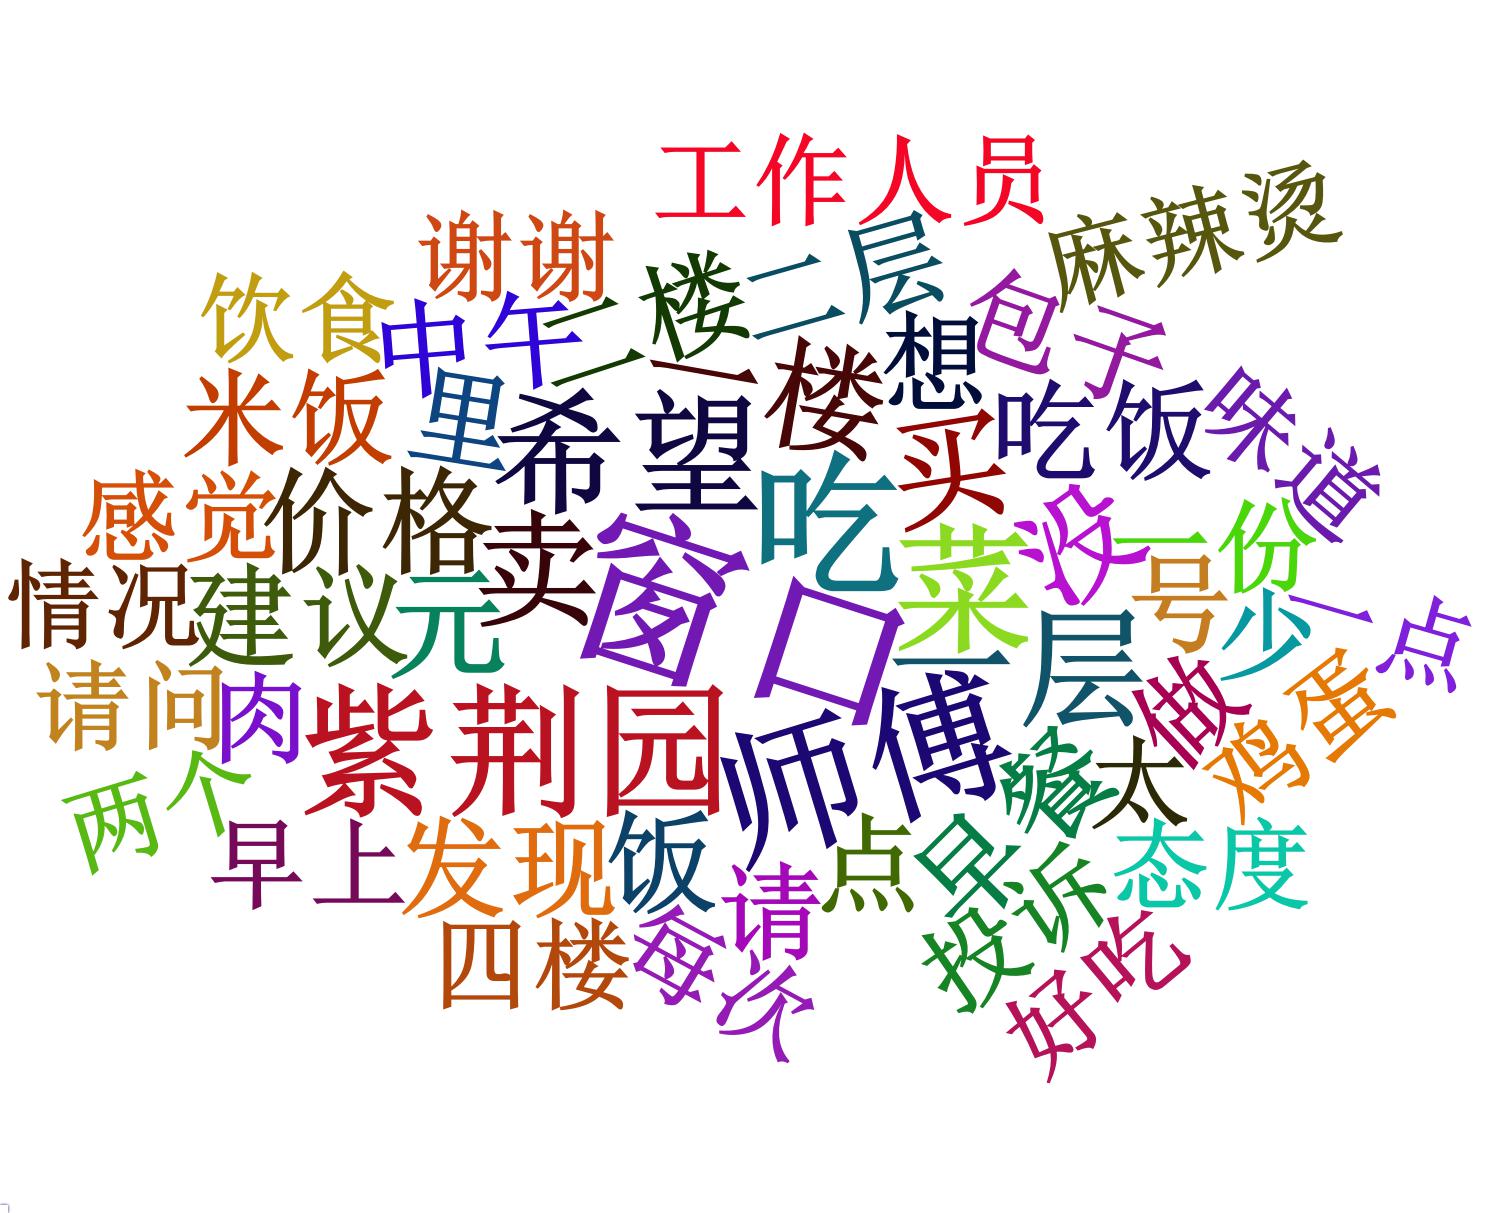 工作人员
麻辣烫
谢谢
二层
二楼
饮食
中午
包子
想
一楼
米饭
里
希望
买
吃饭
味道
感觉
价格
吃
没
卖
窗口
菜
一号
份
情况
建议
元
少
一点
一层
请问
肉
紫荆园
师傅
做
鸡蛋
两个
早餐
太
早上
发现
饭
点
态度
请
投诉
四楼
每次
好吃